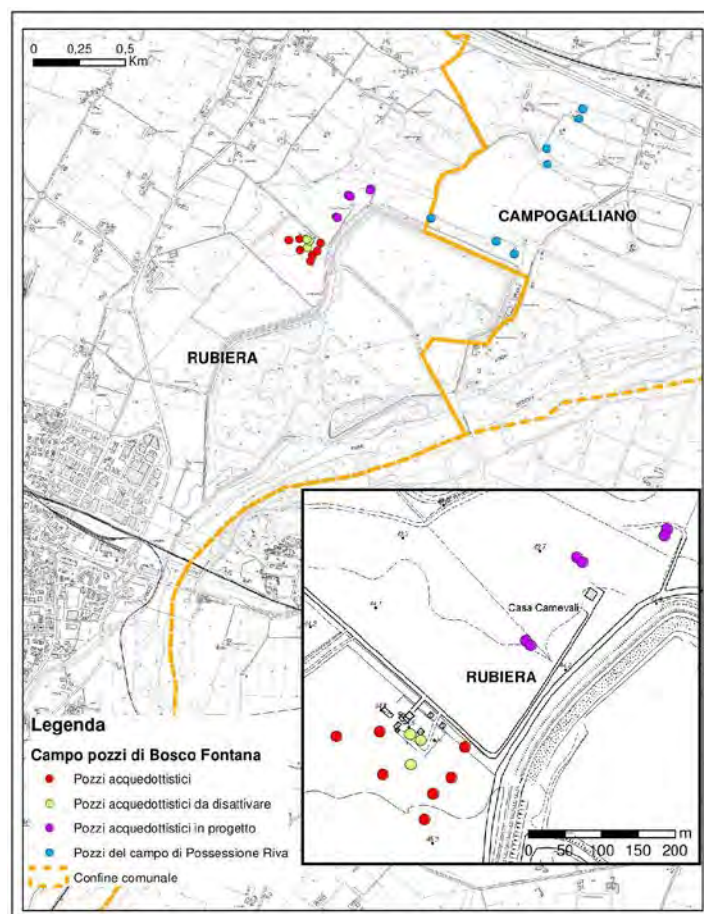 0 0,25 0,5
Km
CAMPOGALLIANO
RUBIERA
Casa Carnevali
RUBIERA
0 50 100 150 200
m
Legenda
Campo pozzi di Bosco Fontana
Pozzi acquedottistici
Pozzi acquedottistici da disattivare
Pozzi acquedottistici in progetto
Pozzi del campo di Possessione Riva
Confine comunale